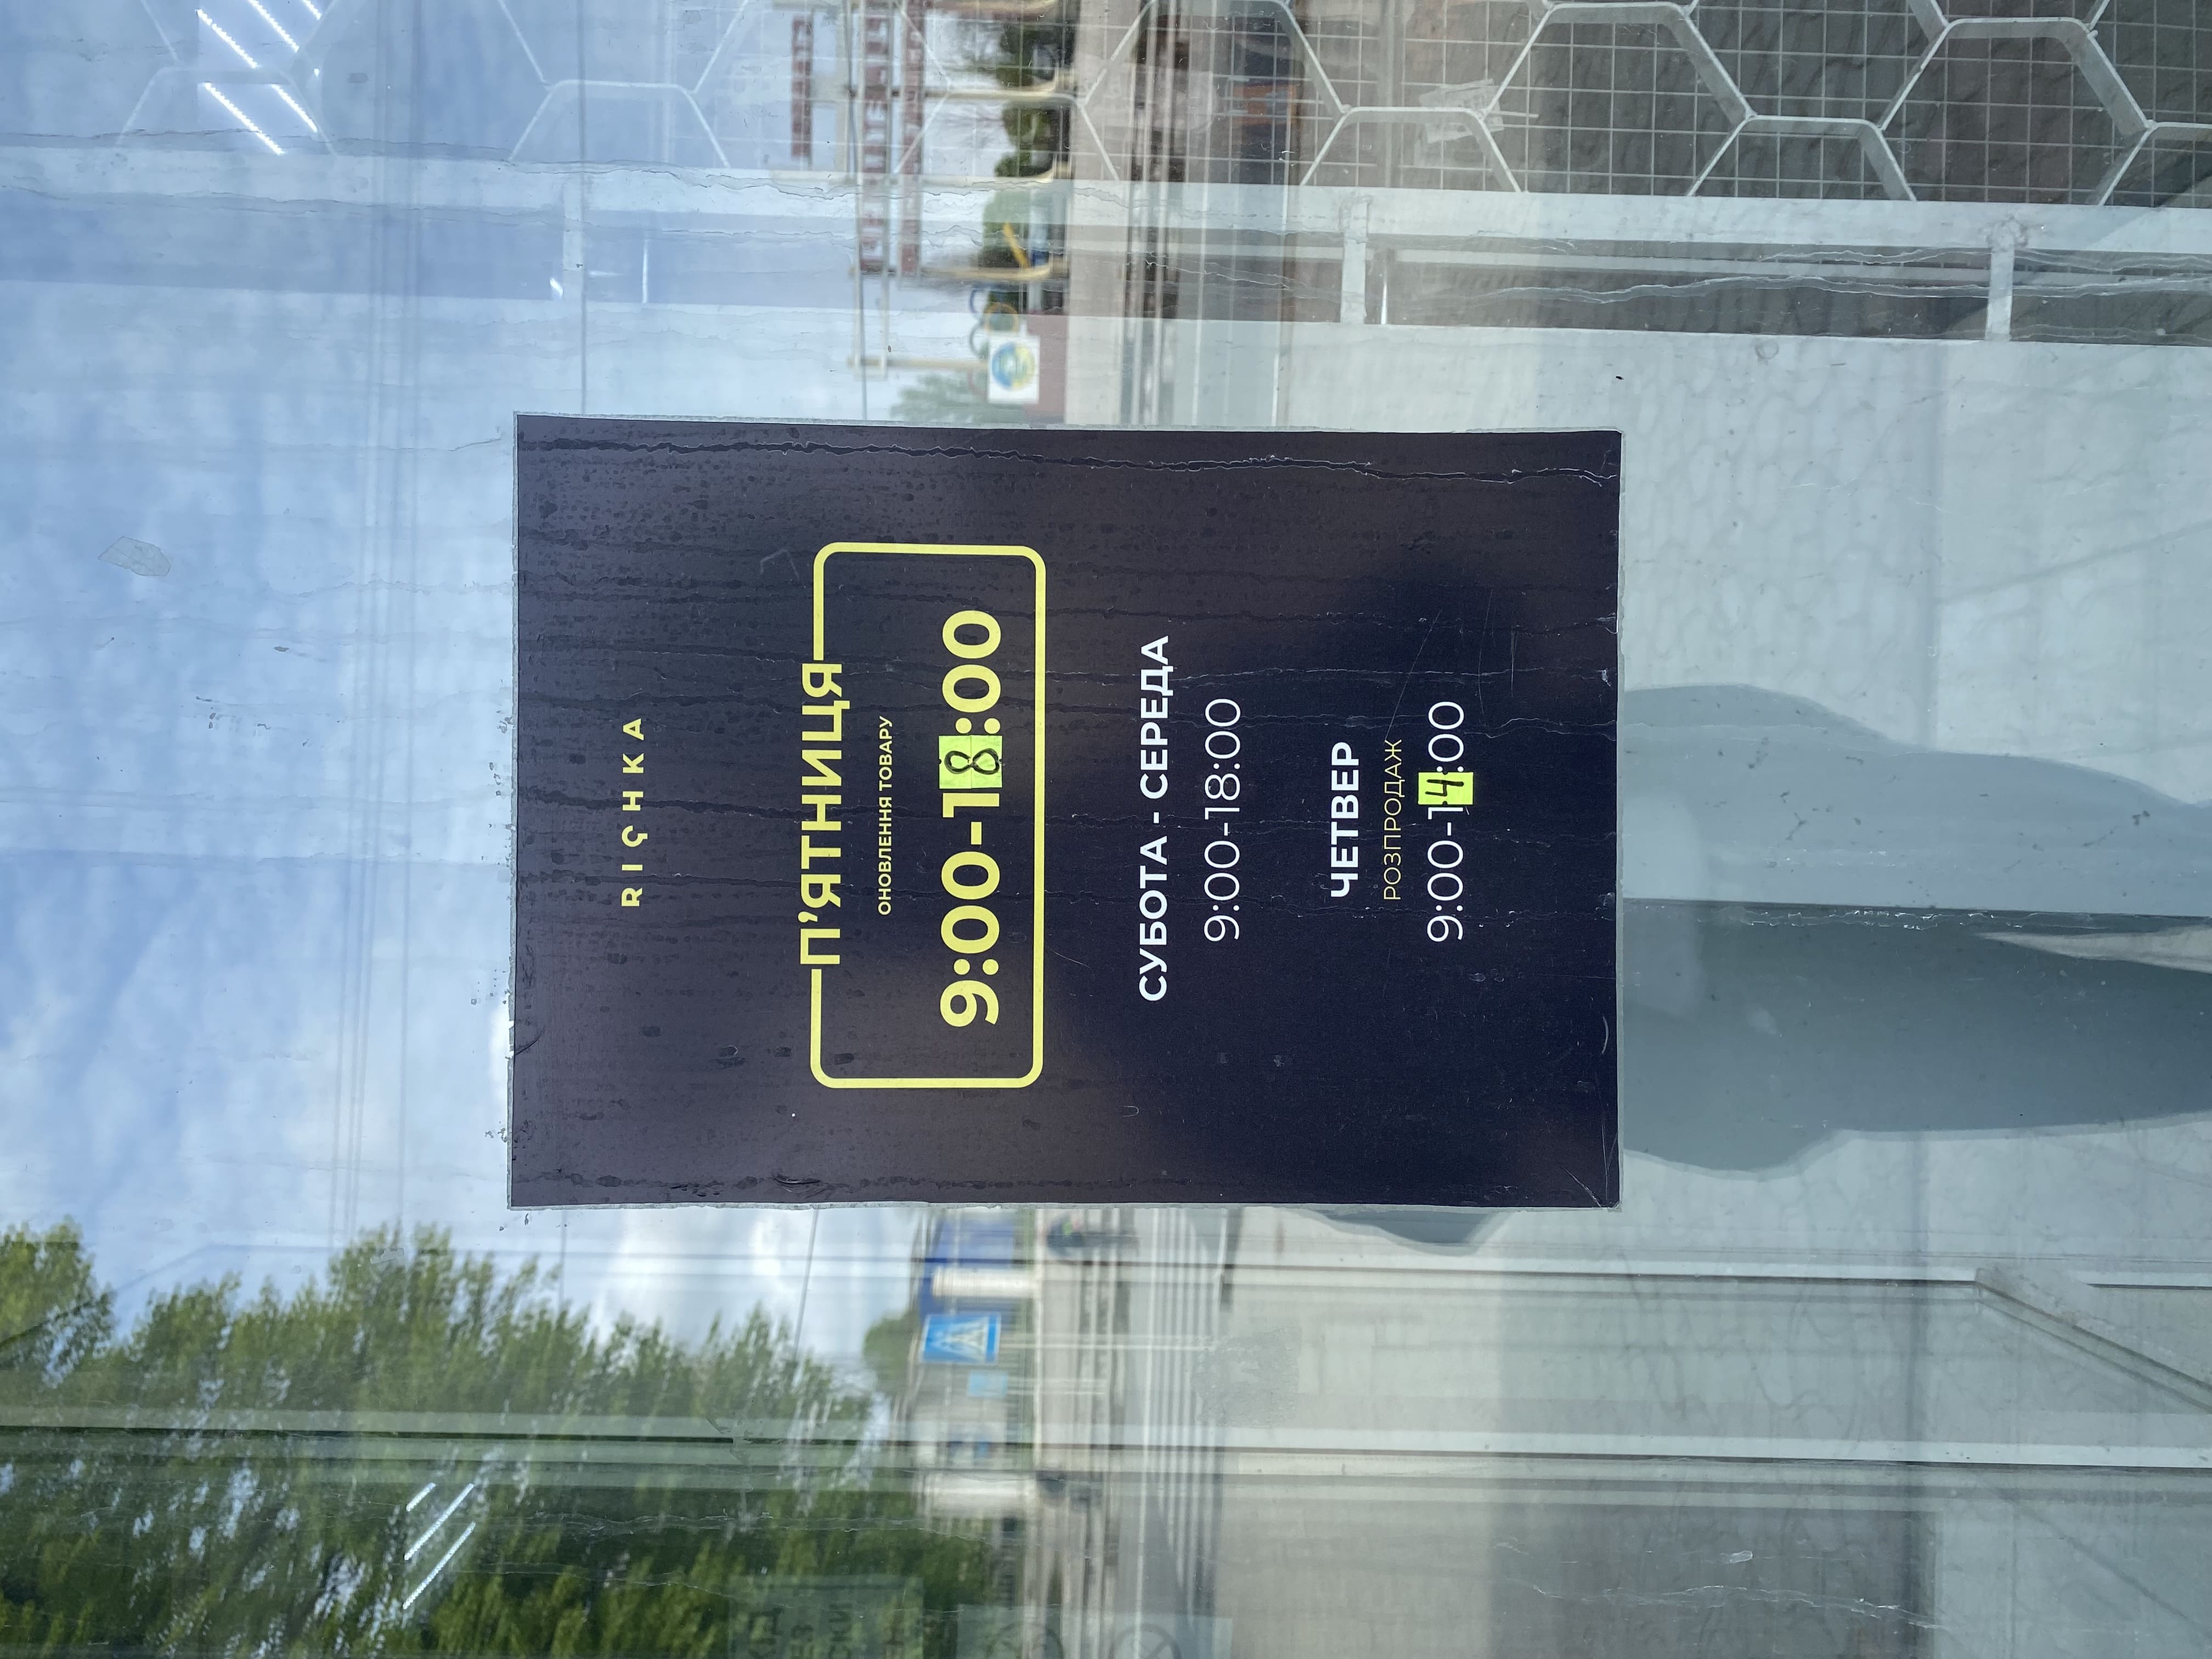 RICHKA
П'ЯТНИЦЯ
ОНОВЛЕННЯ ТОВАРУ
9:00-18:00
СУБОТА - СЕРЕДА
9:00-18:00
ЧЕТВЕР
РОЗПРОДАЖ
9:00-14:00